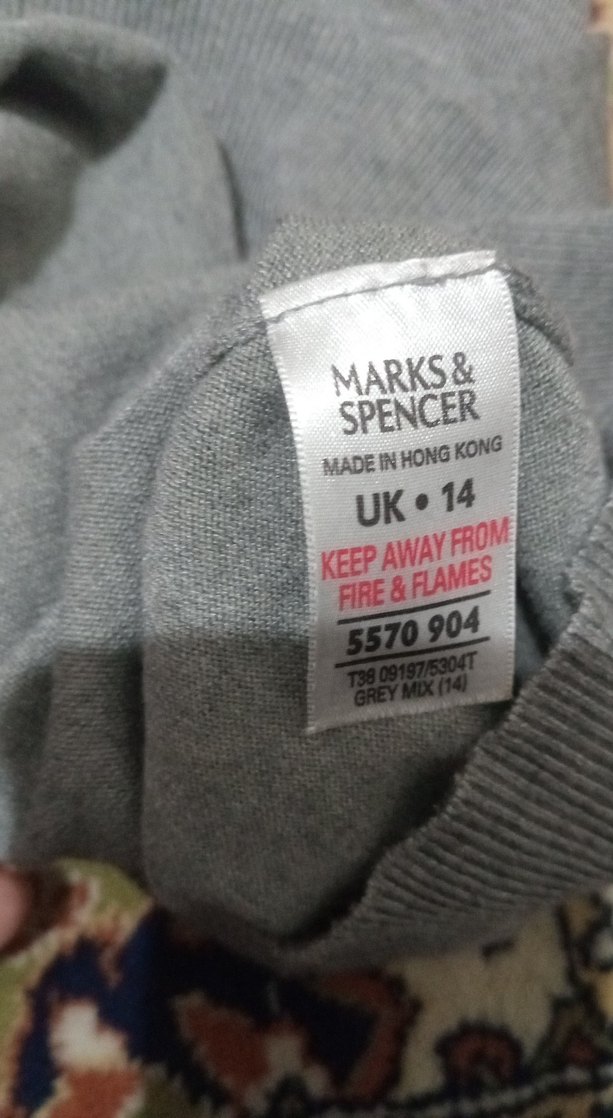 MARKS &
SPENCER
MADE IN HONG KONG
UK • 14
KEEP AWAY FROM
FIRE & FLAMES
5570 904
T38 09197/5304T
GREY MIX (14)